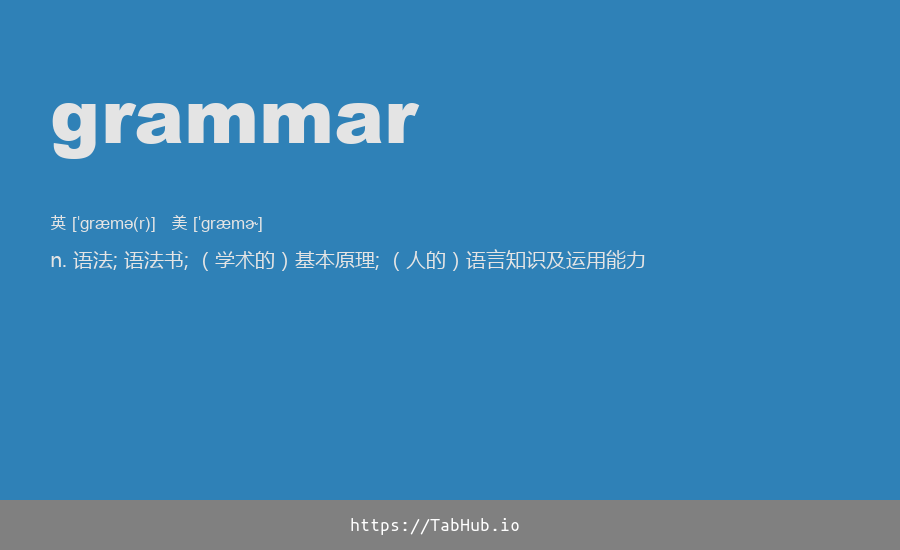 grammar
英 [ˈɡræmə(r)] 美 [ˈɡræmɚ]
n. 语法; 语法书; （学术的）基本原理; （人的）语言知识及运用能力
https://TabHub.io